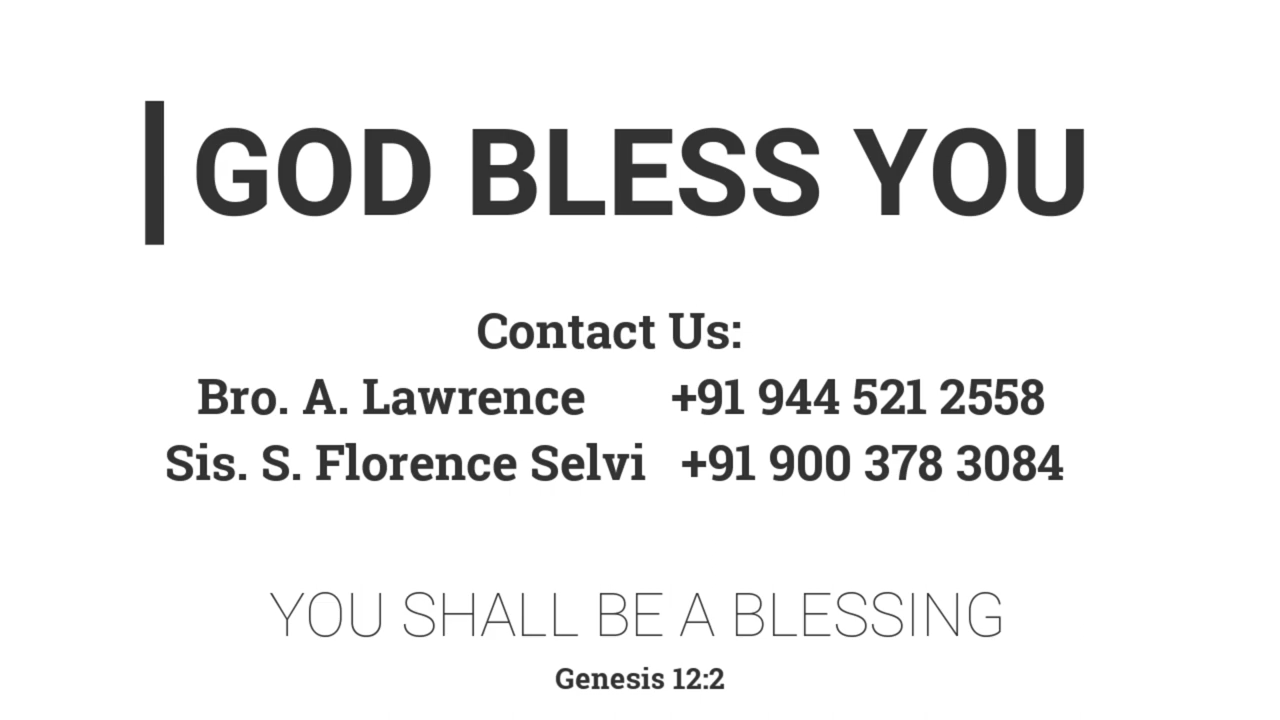 GOD BLESS YOU
Contact Us:
Bro. A. Lawrence +91 944 521 2558
Sis. S. Florence Selvi +91 900 378 3084
YOU SHALL BE A BLESSING
Genesis 12:2